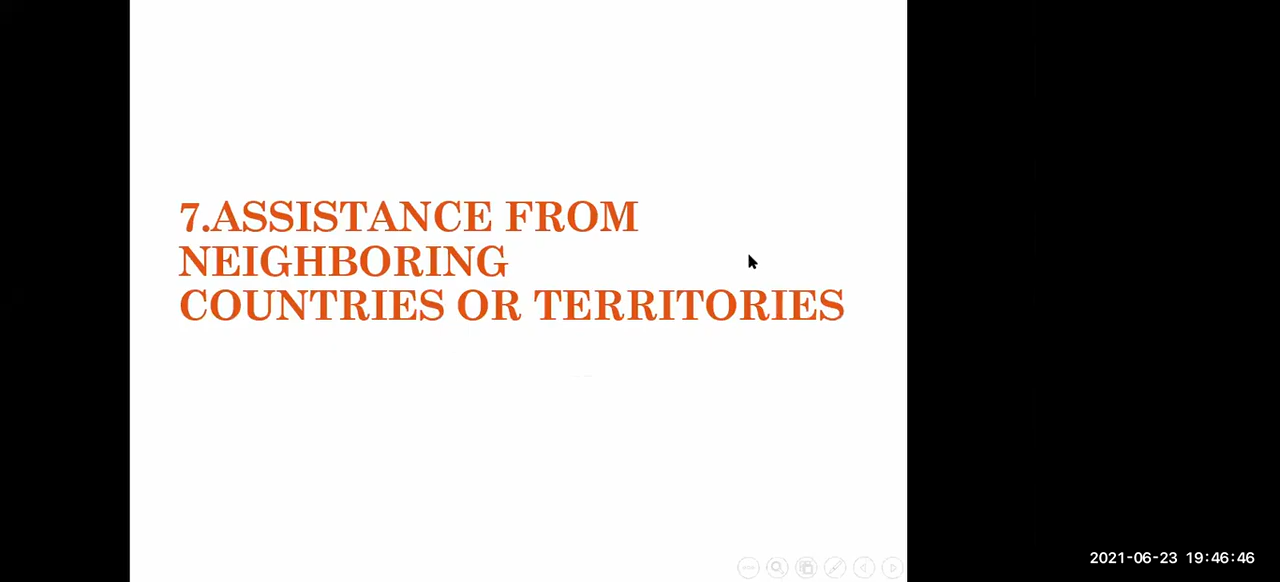 7.ASSISTANCE FROM
NEIGHBORING
COUNTRIES OR TERRITORIES
2021-06-23 19:46:46